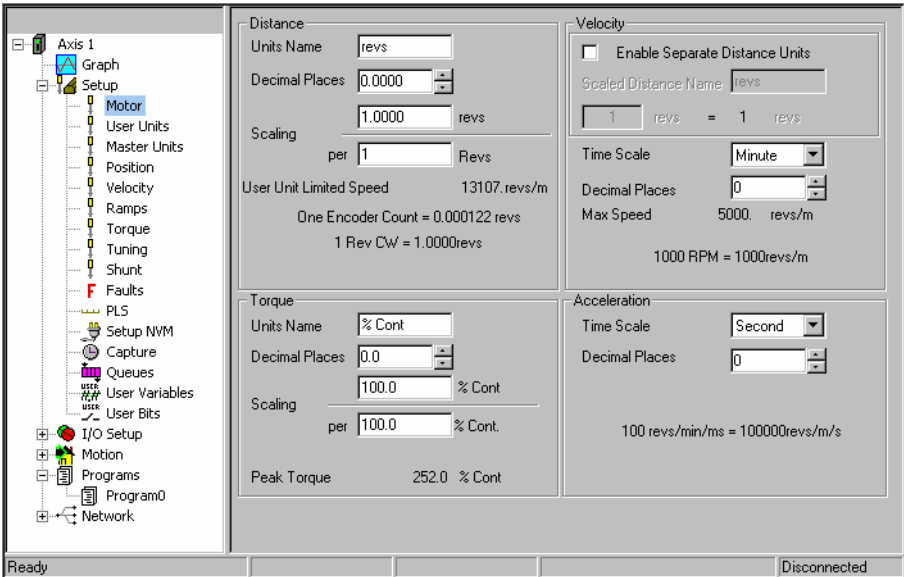 Axis 1
Graph
Setup
Motor
User Units
Master Units
Position
Velocity
Ramps
Torque
Tuning
Shunt
F Faults
PLS
Setup NVM
Capture
Queues
USER User Variables
USER User Bits
I/O Setup
Motion
Programs
Program0
Network
Distance
Units Name revs
Decimal Places 0.0000
1.0000 revs
Scaling
per 1 Revs
User Unit Limited Speed 13107.revs/m
One Encoder Count = 0.000122 revs
1 Rev CW = 1.0000revs
Velocity
Enable Separate Distance Units
Scaled Distance Name revs
1 revs = 1 revs
Time Scale Minute
Decimal Places 0
Max Speed 5000. revs/m
1000 RPM = 1000revs/m
Torque
Units Name % Cont
Decimal Places 0.0
100.0 % Cont
Scaling
per 100.0 % Cont.
Peak Torque 252.0 % Cont
Acceleration
Time Scale Second
Decimal Places 0
100 revs/min/ms = 100000revs/m/s
Ready Disconnected